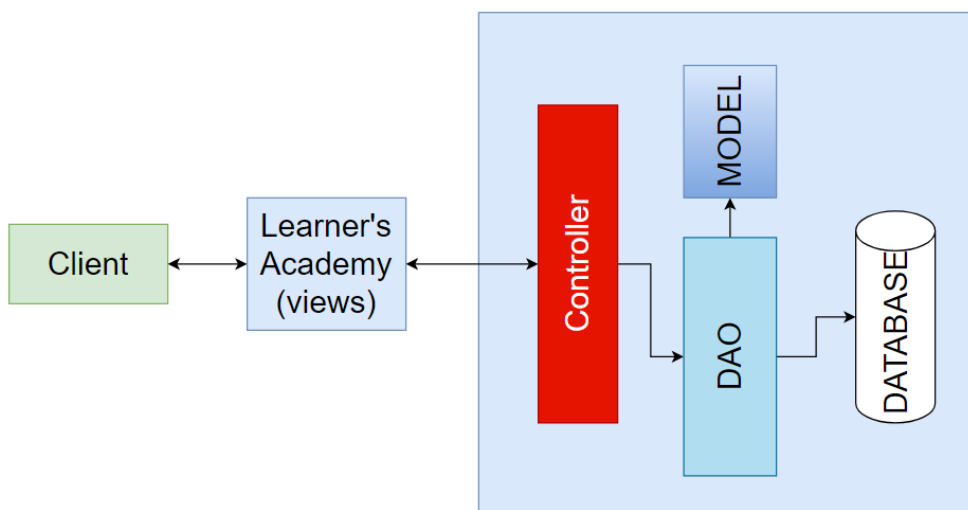 Client
Learner's
Academy
(views)
Controller
MODEL
DAO
DATABASE